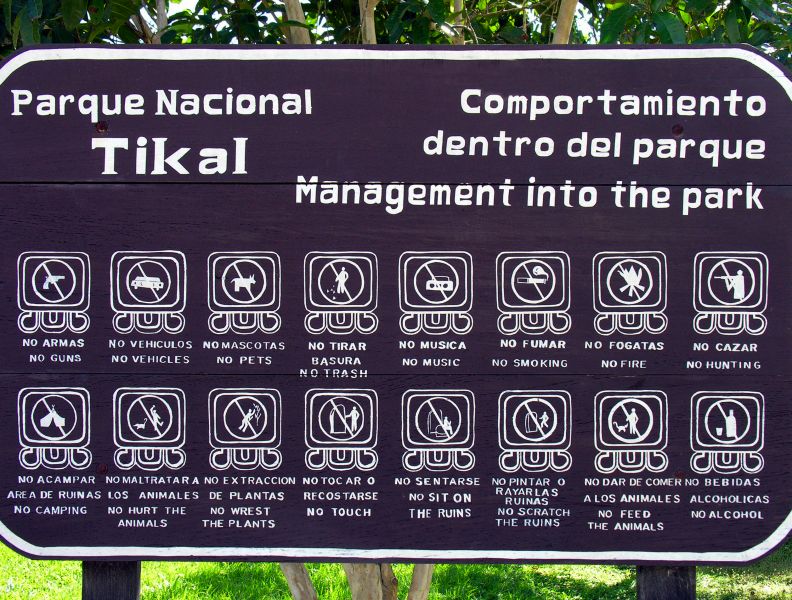 Parque Nacional
Tikal
Comportamiento
dentro del parque
Management into the park
NO ARMAS
NO GUNS
NO VEHICULOS
NO VEHICLES
NO MASCOTAS
NO PETS
NO TIRAR
BASURA
NO TRASH
NO MUSICA
NO MUSIC
NO FUMAR
NO SMOKING
NO FOGATAS
NO FIRE
NO CAZAR
NO HUNTING
NO ACAMPAR
AREA DE RUINAS
NO CAMPING
NO MALTRATAR A
LOS ANIMALES
NO HURT THE
ANIMALS
NO EXTRACCION
DE PLANTAS
NO WREST
THE PLANTS
NO TOCAR O
RECOSTARSE
NO TOUCH
NO SENTARSE
NO SIT ON
THE RUINS
NO PINTAR O
RAYAR LAS
RUINAS
NO SCRATCH
THE RUINS
NO DAR DE COMER
A LOS ANIMALES
NO FEED
THE ANIMALS
NO BEBIDAS
ALCOHOLICAS
NO ALCOHOL